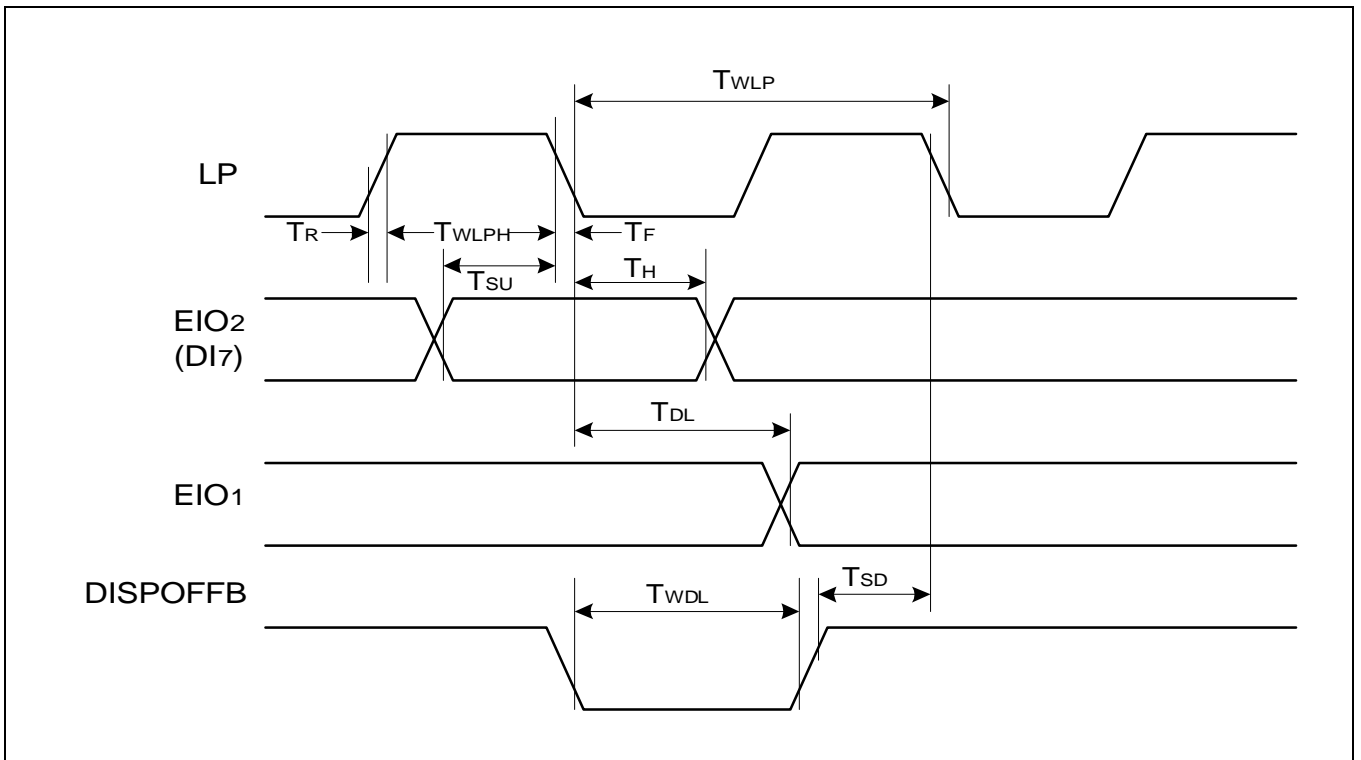 TWLP
LP
TR
TWLPH
TF
TSU
TH
EIO2
(DI7)
TDL
EIO1
TSD
DISPOFFB
TWDL